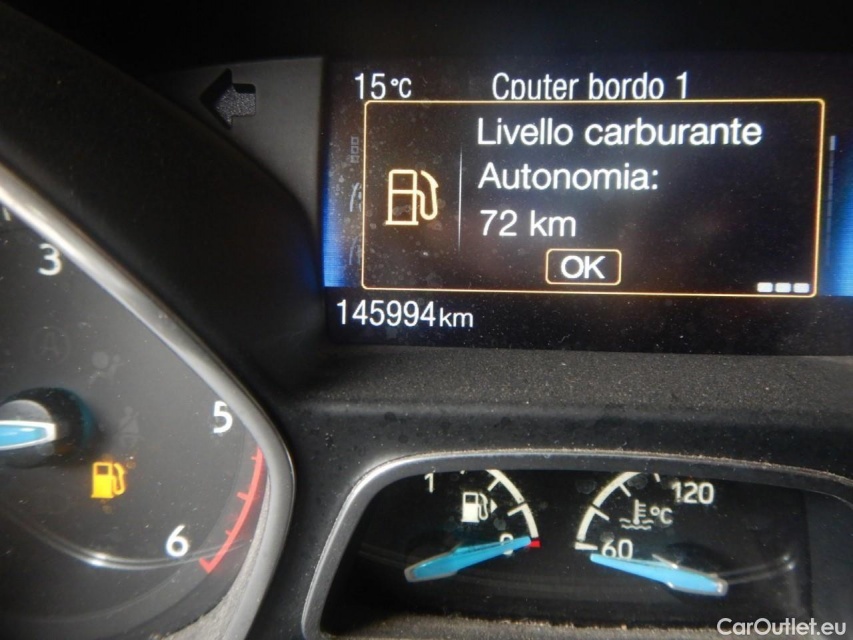 15°C Cputer bordo 1
Livello carburante
Autonomia:
72 km
OK
145994km
3
5
6
1
0
120
°C
60
CarOutlet.eu